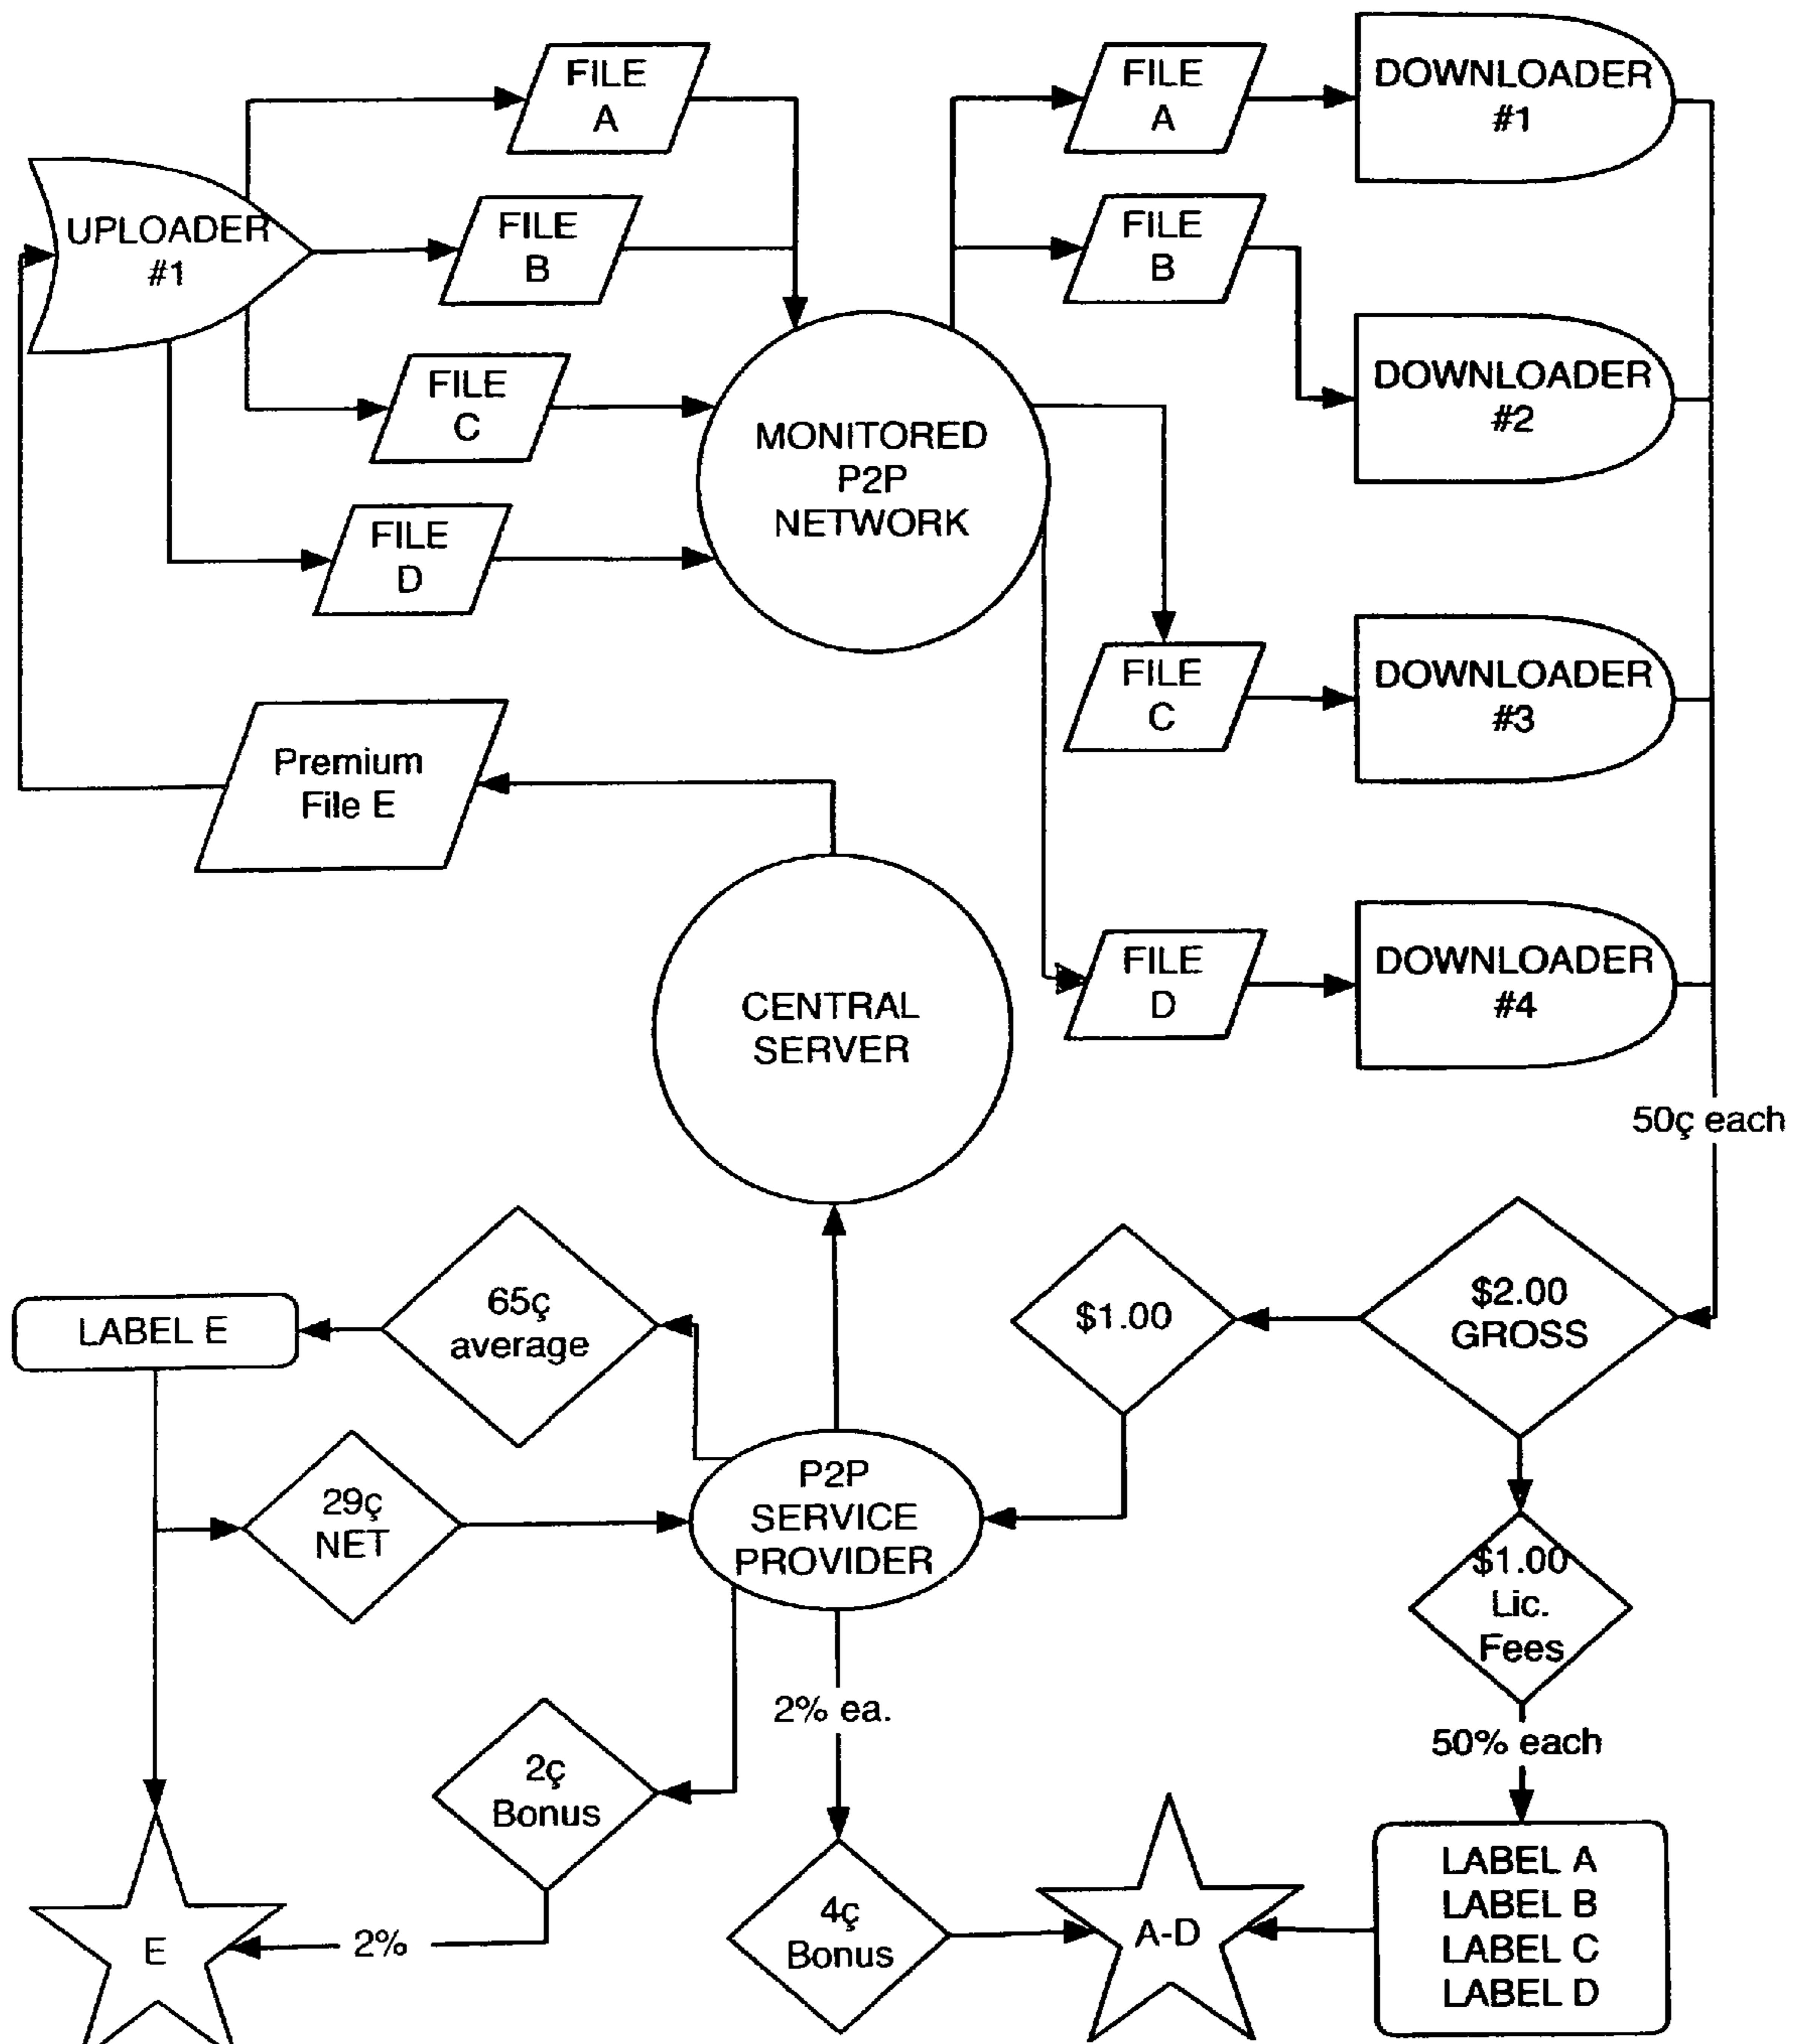 FILE
A
FILE
A
DOWNLOADER
#1
UPLOADER
#1
FILE
B
FILE
B
FILE
C
DOWNLOADER
#2
MONITORED
P2P
NETWORK
FILE
D
FILE
C
DOWNLOADER
#3
Premium
File E
FILE
D
DOWNLOADER
#4
CENTRAL
SERVER
50ç each
LABEL E
65ç
average
$1.00
$2.00
GROSS
29ç
NET
P2P
SERVICE
PROVIDER
$1.00
Lic.
Fees
2% ea.
50% each
2ç
Bonus
E
2%
4ç
Bonus
A-D
LABEL A
LABEL B
LABEL C
LABEL D